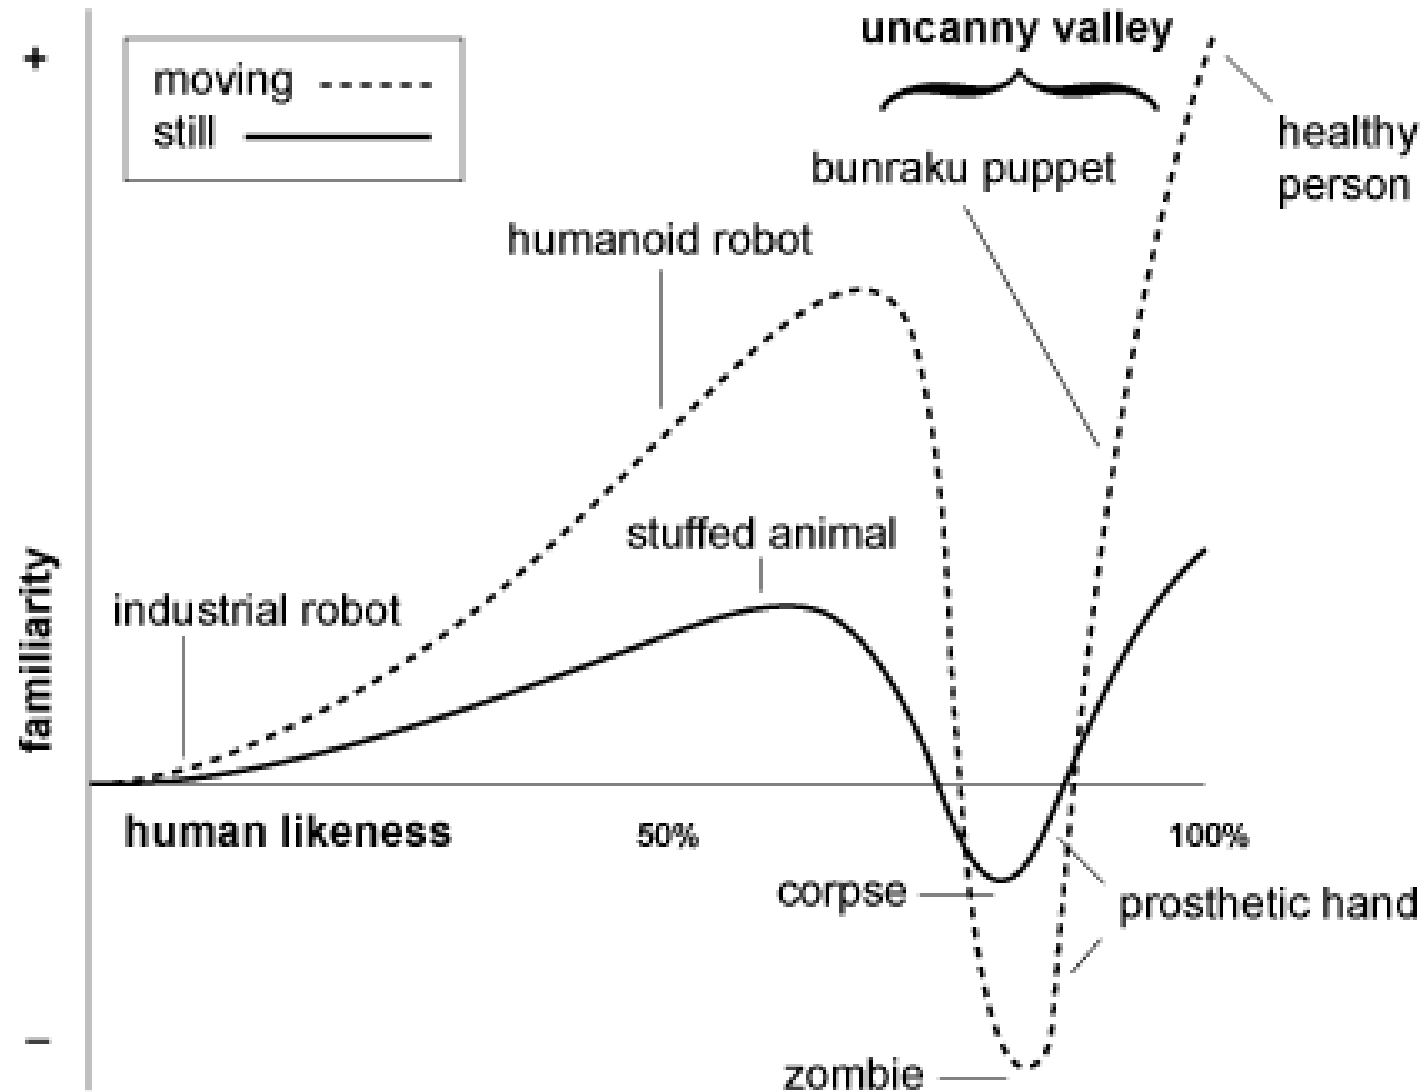 +
uncanny valley
moving
still
healthy
person
bunraku puppet
humanoid robot
stuffed animal
industrial robot
familiarity
human likeness
50%
100%
corpse
prosthetic hand
–
zombie